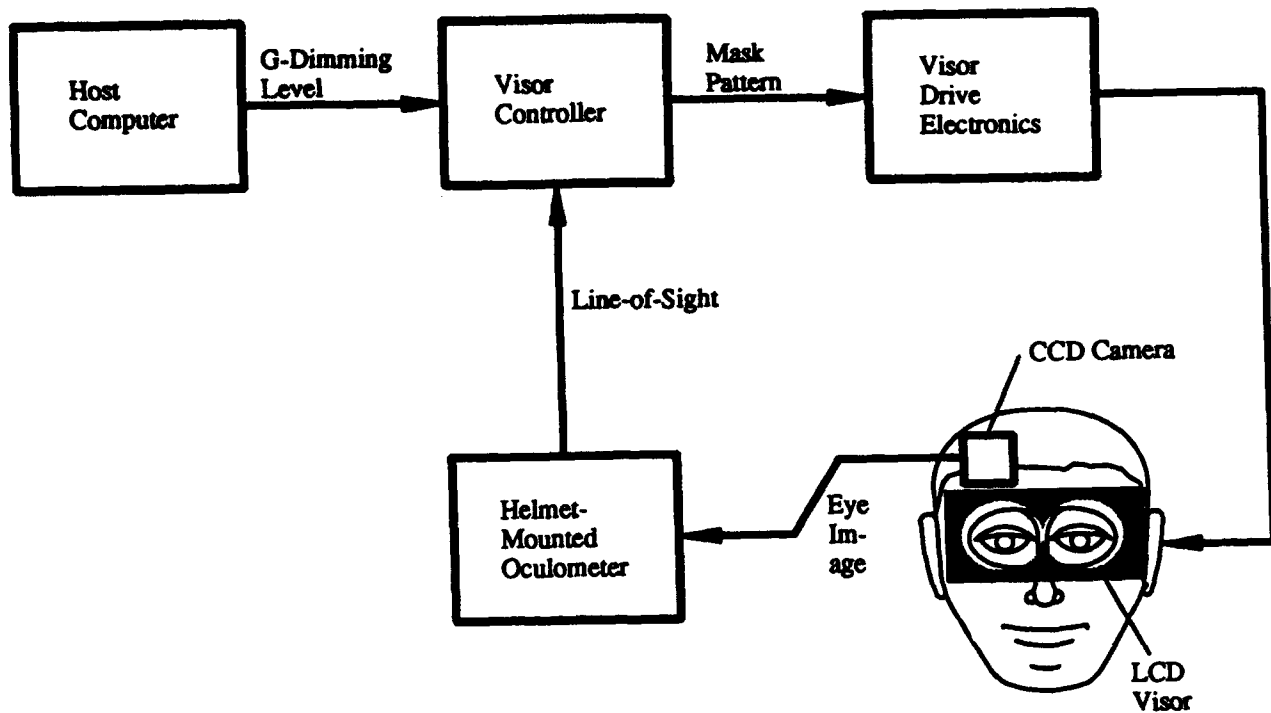 Host
Computer
G-Dimming
Level
Visor
Controller
Mask
Pattern
Visor
Drive
Electronics
Line-of-Sight
CCD Camera
Helmet-
Mounted
Oculometer
Eye
Im-
age
LCD
Visor